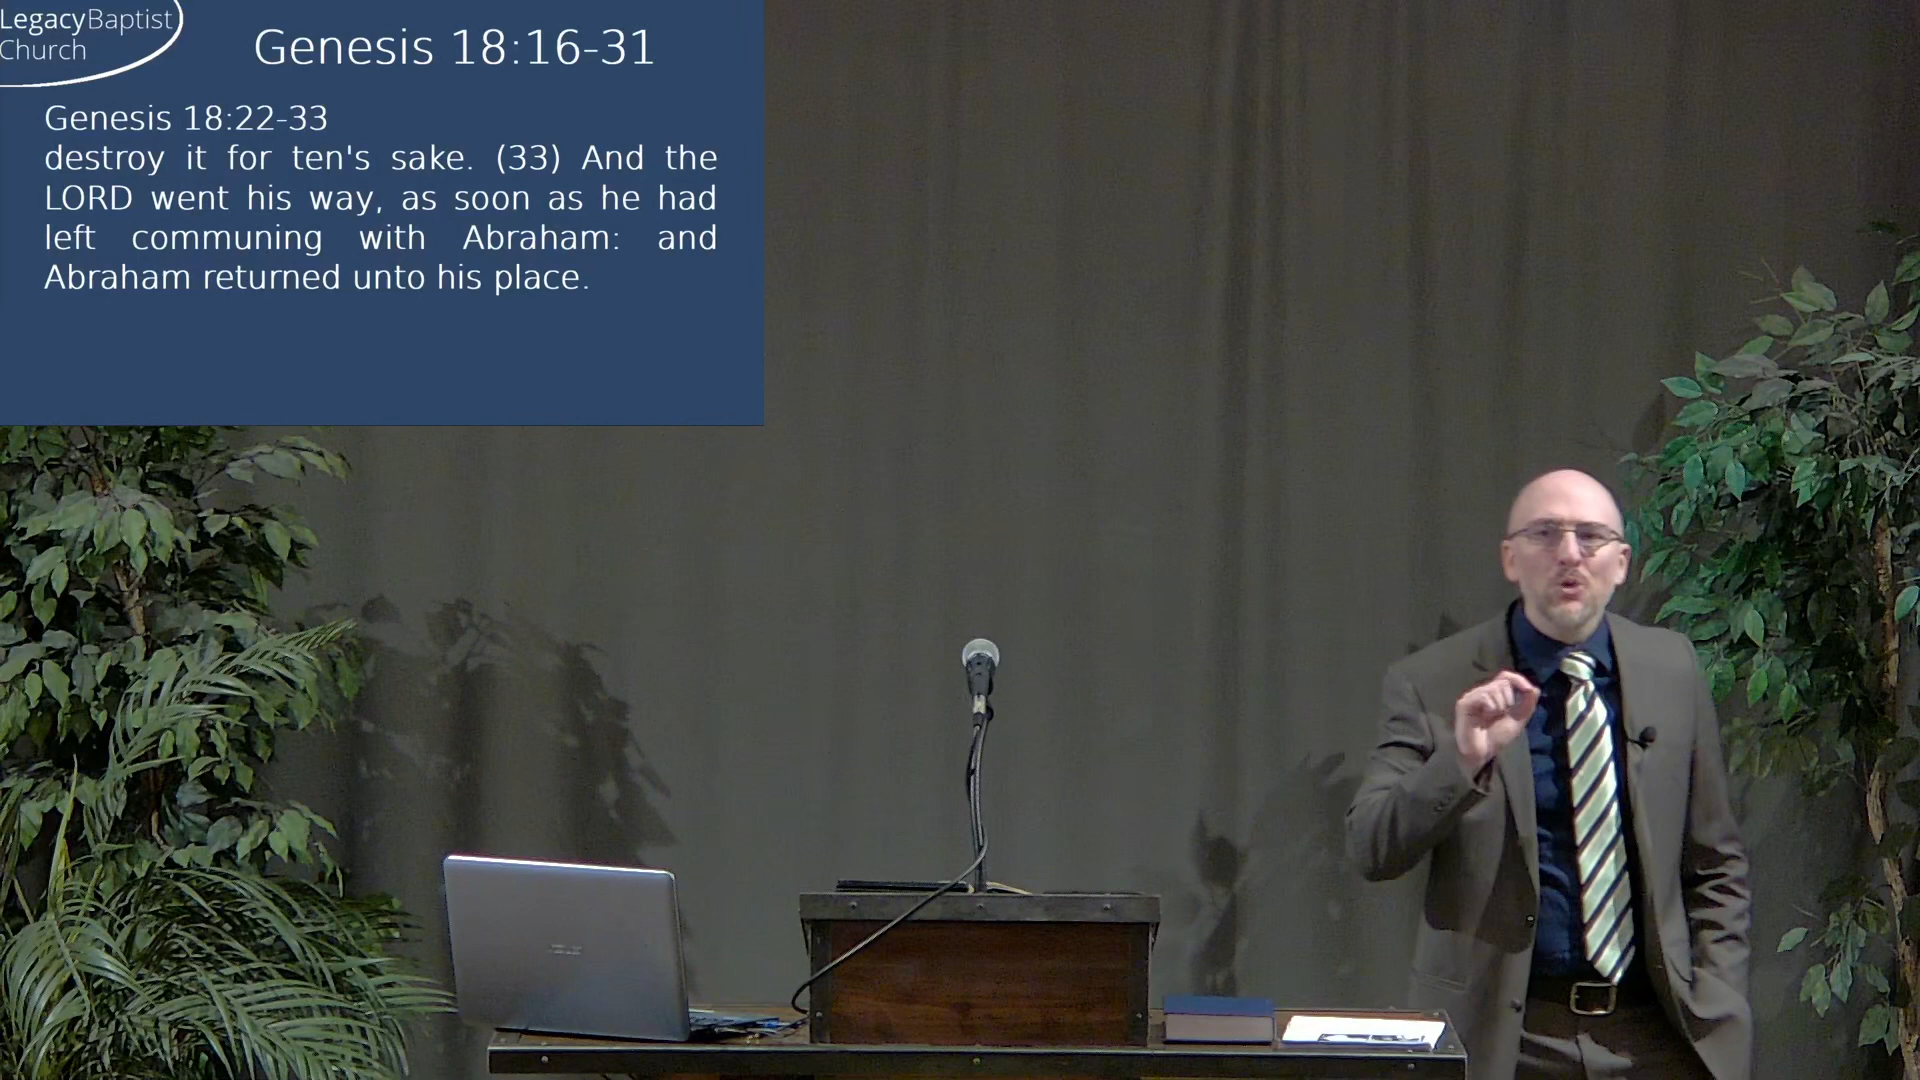 LegacyBaptist
Church
Genesis 18:16-31
Genesis 18:22-33
destroy it for ten's sake. (33) And the
LORD went his way, as soon as he had
left communing with Abraham: and
Abraham returned unto his place.
ASUS